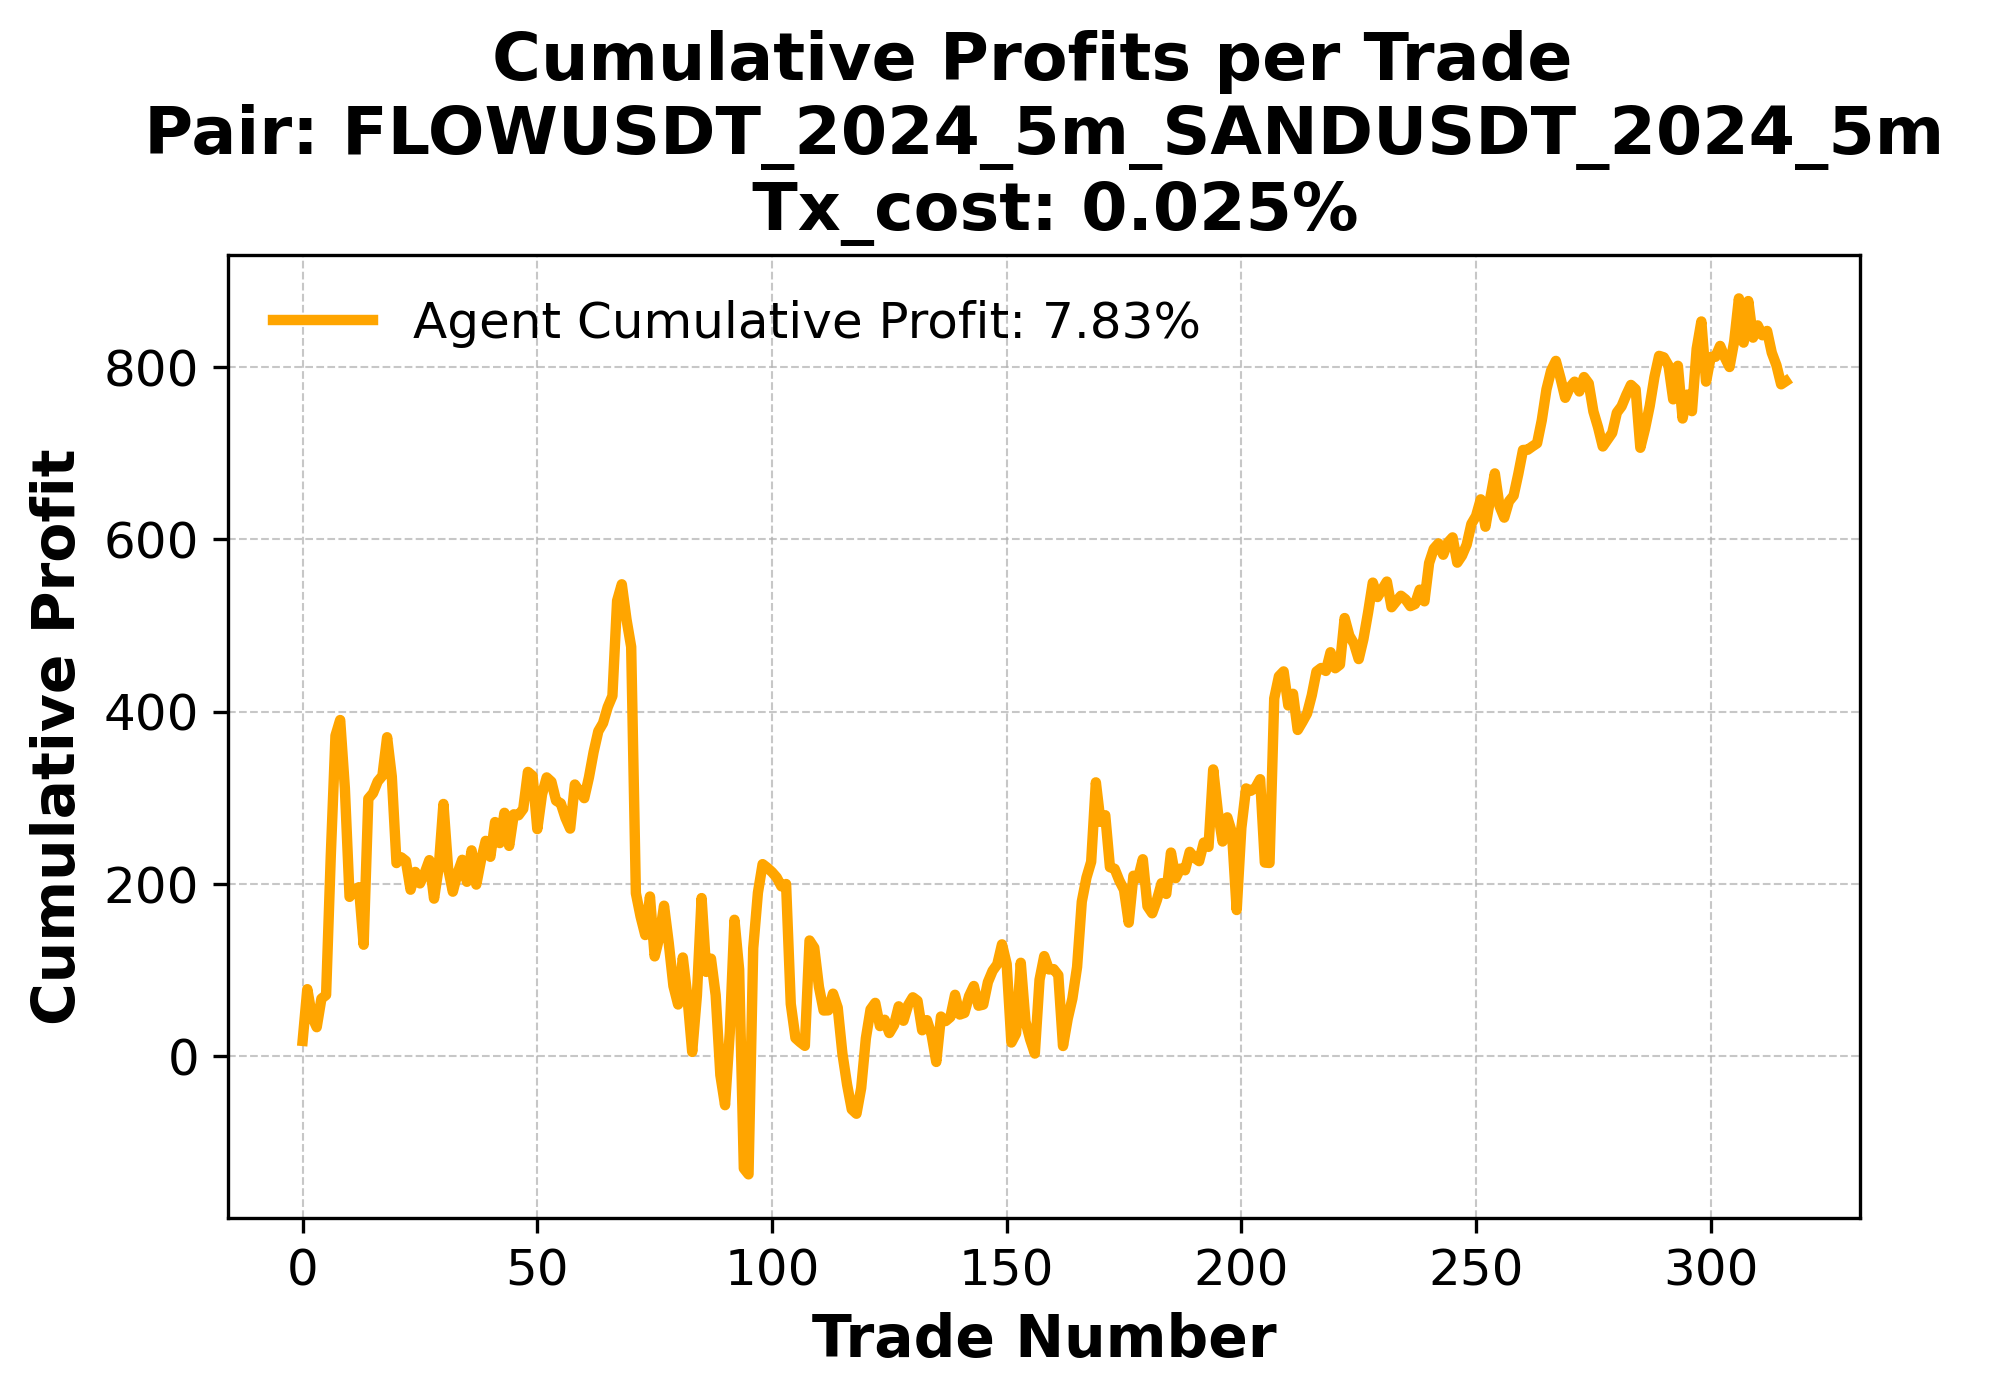 Cumulative Profits per Trade
Pair: FLOWUSDT_2024_5m_SANDUSDT_2024_5m
Tx_cost: 0.025%
Agent Cumulative Profit: 7.83%
Cumulative Profit
800
600
400
200
0
0 50 100 150 200 250 300
Trade Number